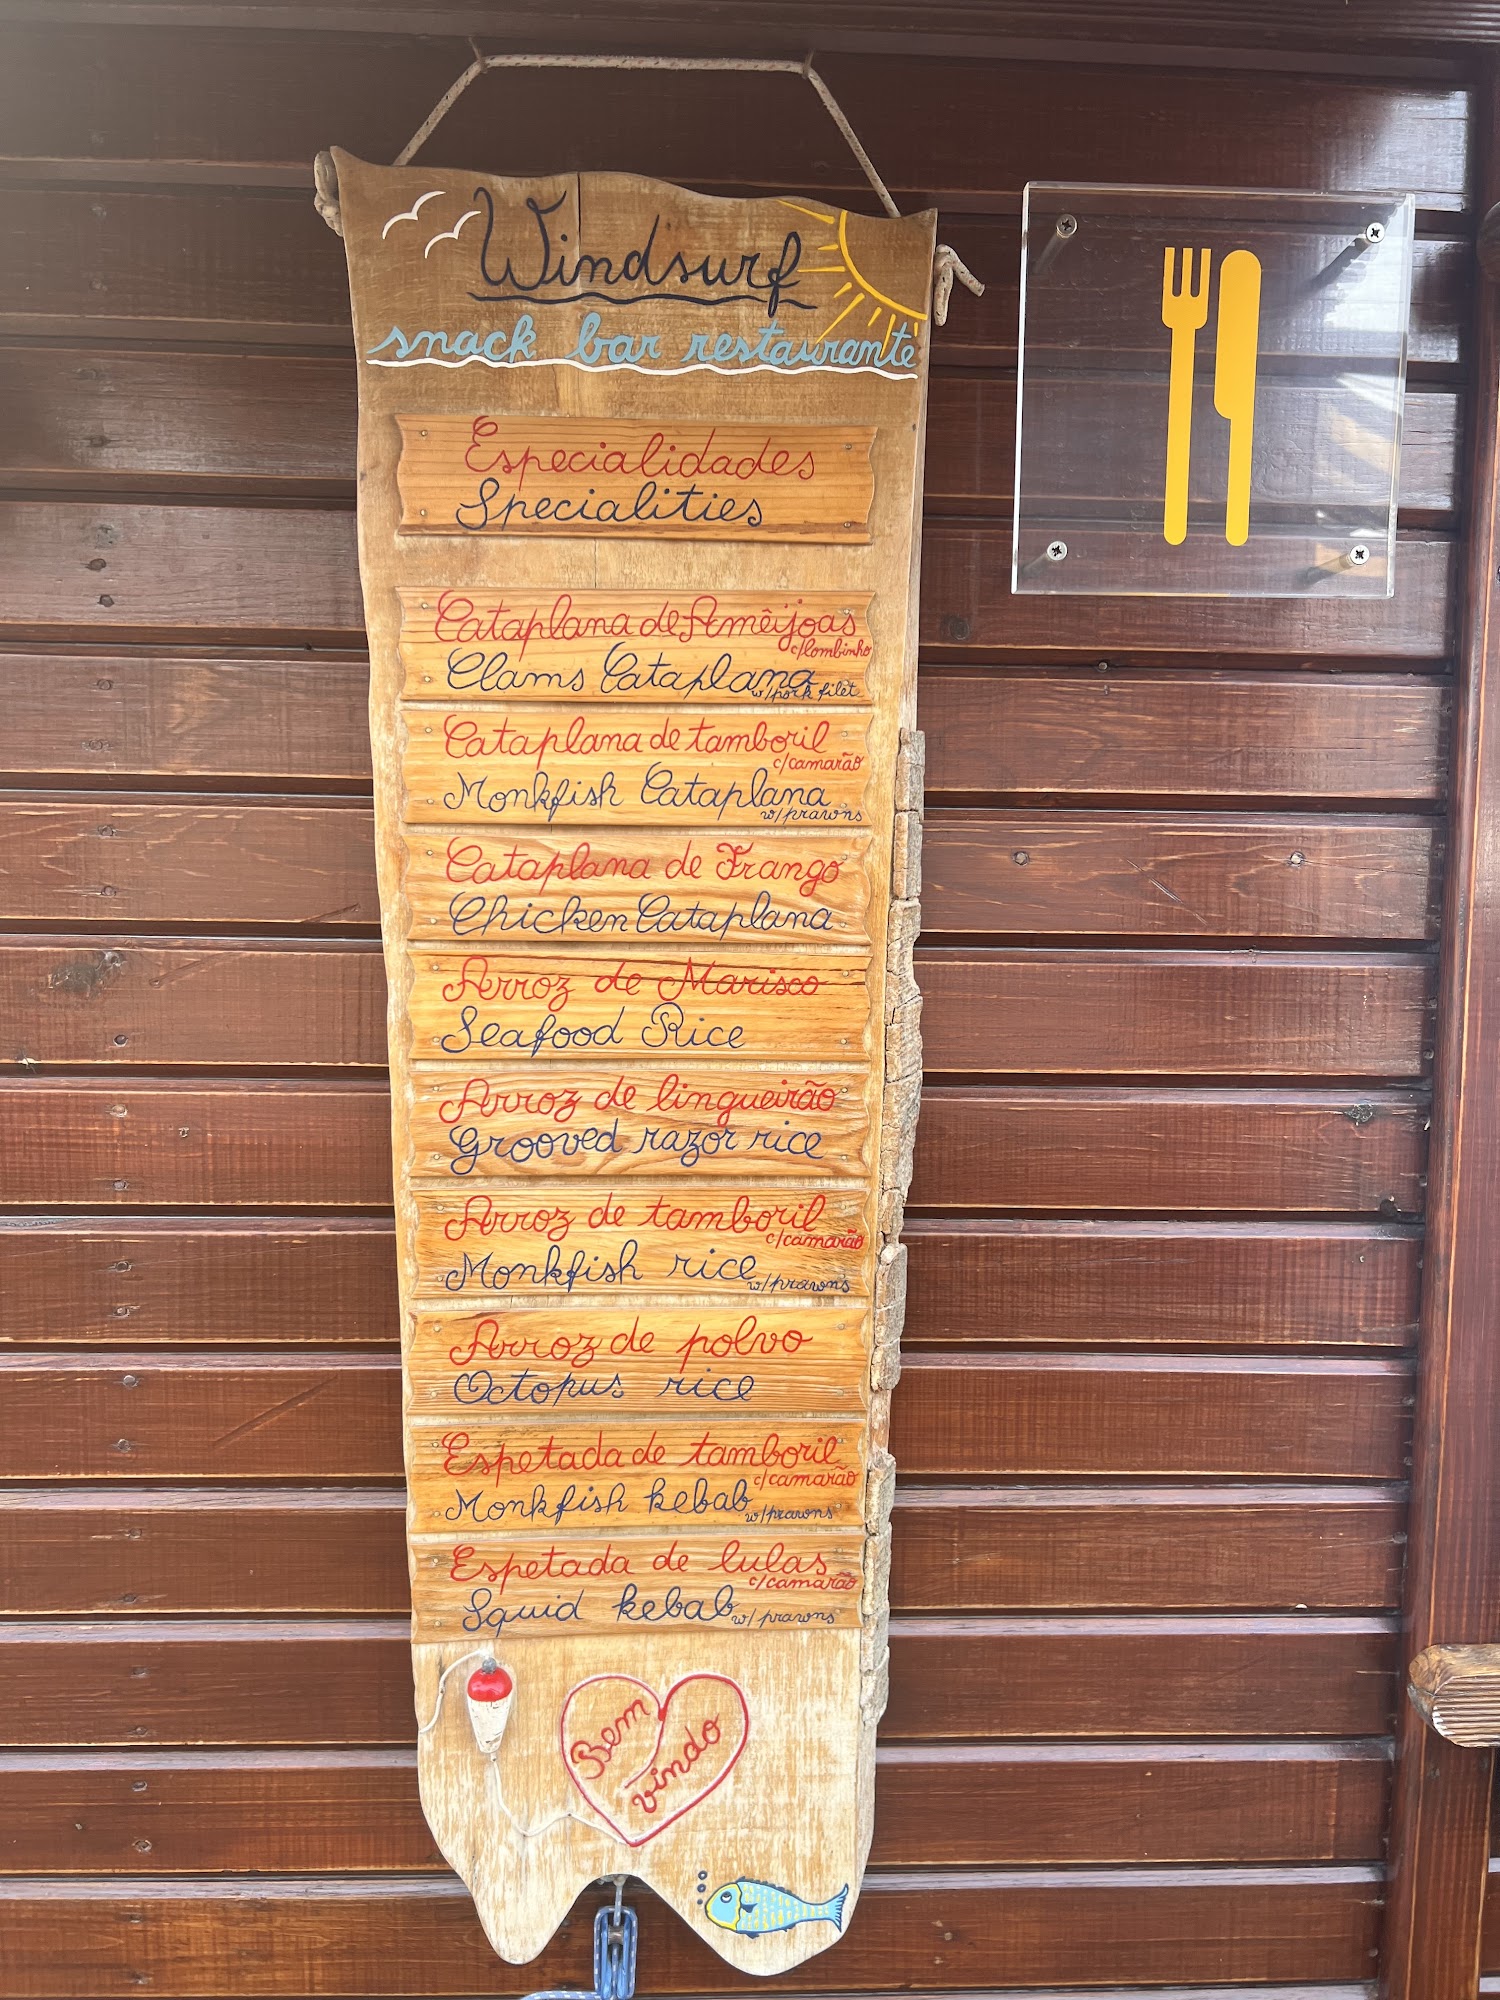 Windsurf
snack bar restaurante
Especialidades
Specialities
Cataplana de Amêijoas
c/lombinho
Clams Cataplana
w/pork filet
Cataplana de tamboril
c/camarão
Monkfish Cataplana
w/prawns
Cataplana de Frango
Chicken Cataplana
Arroz de Marisco
Seafood Rice
Arroz de lingueirão
Grooved razor rice
Arroz de tamboril
c/camarão
Monkfish rice
w/prawns
Arroz de polvo
Octopus rice
Espetada de tamboril
c/camarão
Monkfish kebab
w/prawns
Espetada de lulas
c/camarão
Squid kebab
w/prawns
Bem
vindo